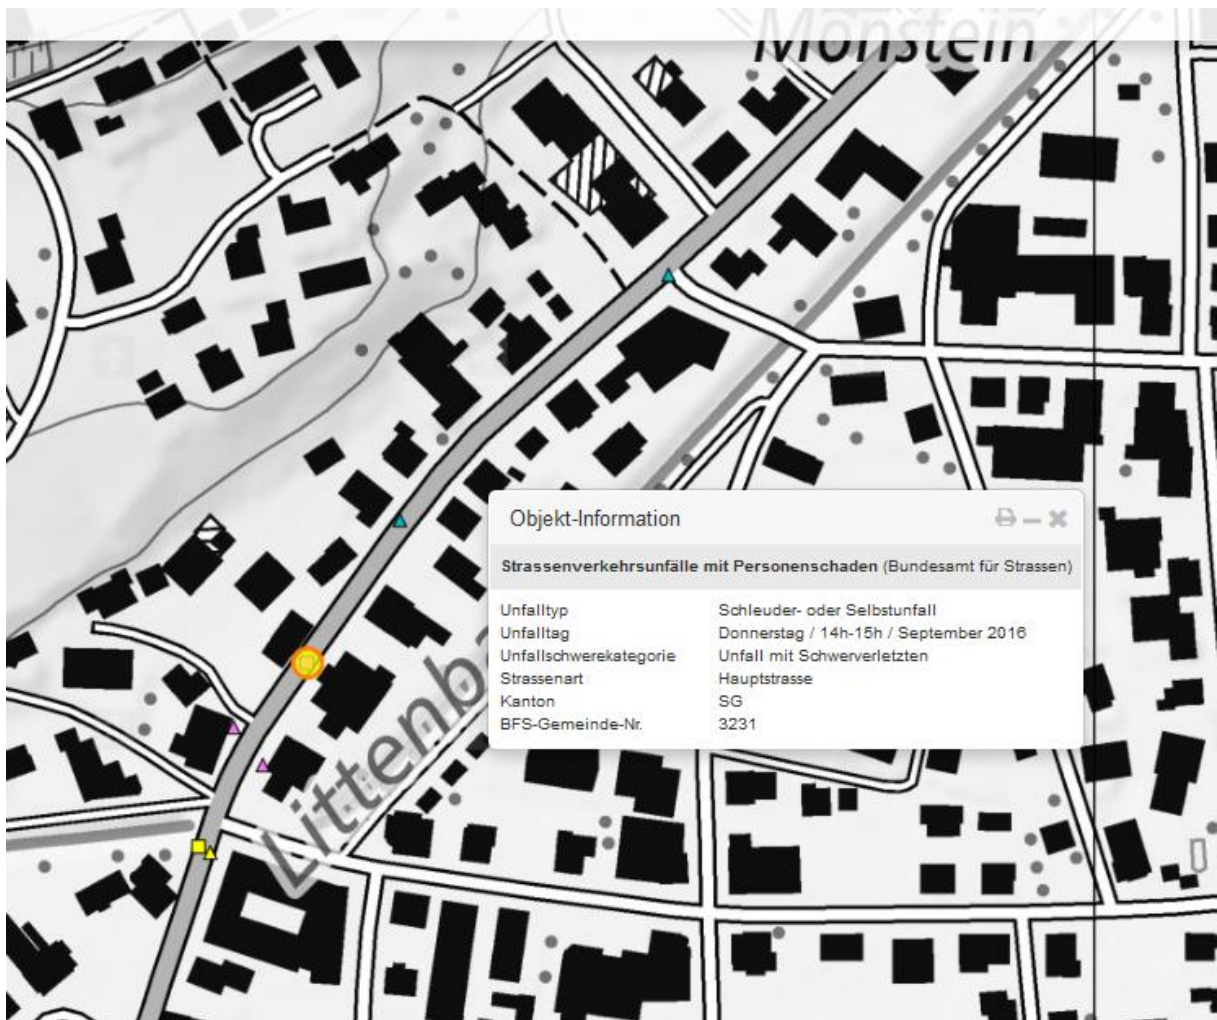 Monstein
Objekt-Information
Strassenverkehrsunfälle mit Personenschaden (Bundesamt für Strassen)
Unfalltyp Schleuder- oder Selbstunfall
Unfalltag Donnerstag / 14h-15h / September 2016
Unfallschwerekategorie Unfall mit Schwerverletzten
Strassenart Hauptstrasse
Kanton SG
BFS-Gemeinde-Nr. 3231
Littenb